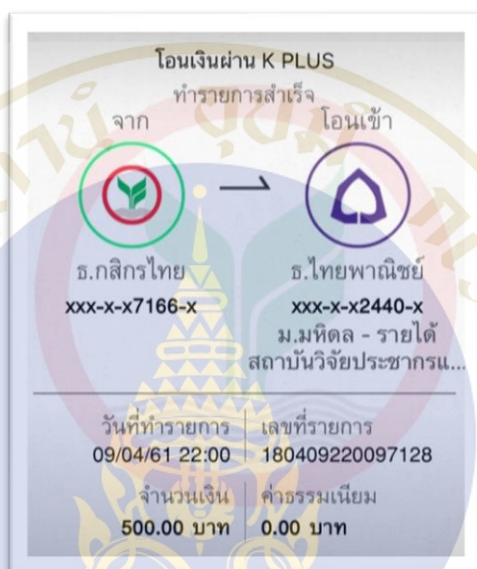 โอนเงินผ่าน K PLUS
ทำรายการสำเร็จ
จาก
โอนเข้า
ธ.กสิกรไทย
xxx-x-x7166-x
ธ.ไทยพาณิชย์
xxx-x-x2440-x
ม.มหิดล - รายได้
สถาบันวิจัยประชากรแ...
วันที่ทำรายการ
09/04/61 22:00
เลขที่รายการ
180409220097128
จำนวนเงิน
500.00 บาท
ค่าธรรมเนียม
0.00 บาท